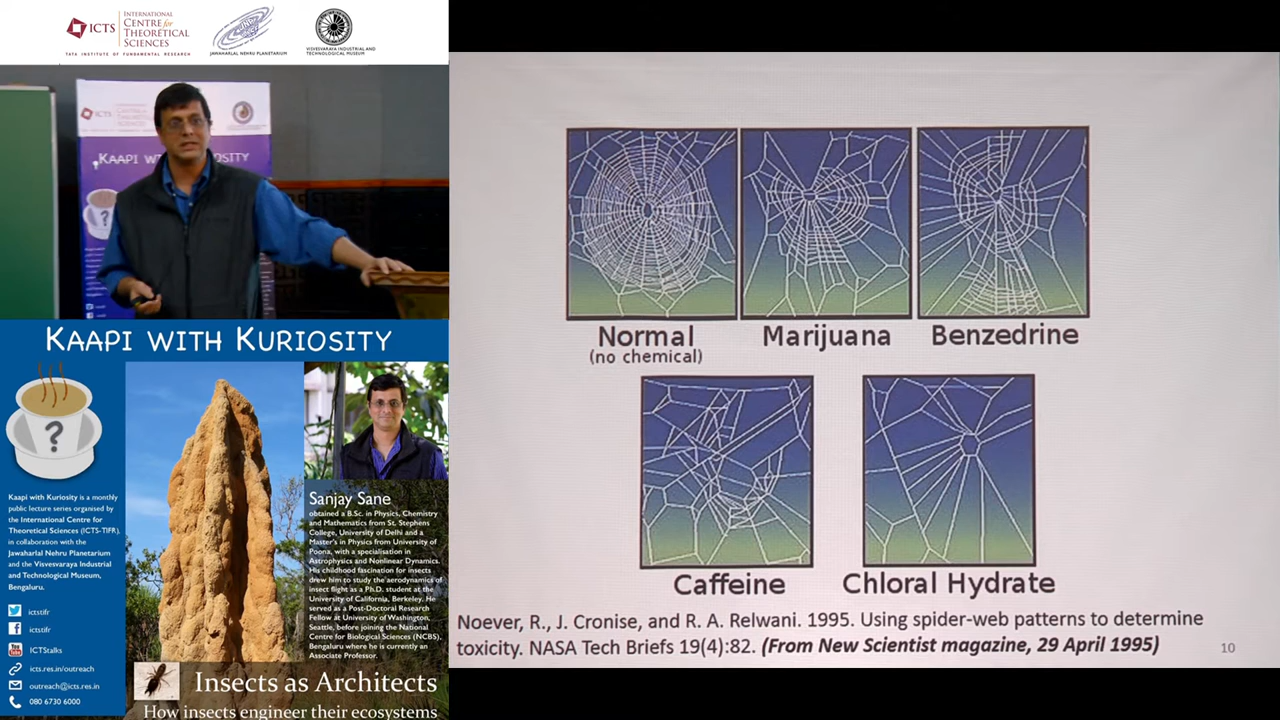 ICTS
INTERNATIONAL
CENTRE for
THEORETICAL
SCIENCES
TATA INSTITUTE OF FUNDAMENTAL RESEARCH
JAWAHARLAL NEHRU PLANETARIUM
VISVESVARAYA INDUSTRIAL AND
TECHNOLOGICAL MUSEUM
ICTS
KAAPI WITH KURIOSITY
?
KAAPI WITH KURIOSITY
?
Kaapi with Kuriosity is a monthly
public lecture series organised by
the International Centre for
Theoretical Sciences (ICTS-TIFR),
in collaboration with the
Jawaharlal Nehru Planetarium
and the Visvesvaraya Industrial
and Technological Museum,
Bengaluru.
ictstifr
ictstifr
ICTStalks
icts.res.in/outreach
outreach@icts.res.in
080 6730 6000
Sanjay Sane
obtained a B.Sc. in Physics, Chemistry
and Mathematics from St. Stephens
College, University of Delhi and a
Master's in Physics from University of
Poona, with a specialisation in
Astrophysics and Nonlinear Dynamics.
His childhood fascination for insects
drew him to study the aerodynamics of
insect flight as a Ph.D. student at the
University of California, Berkeley. He
served as a Post-Doctoral Research
Fellow at University of Washington,
Seattle, before joining the National
Centre for Biological Sciences (NCBS),
Bengaluru where he is currently an
Associate Professor.
Insects as Architects
How insects engineer their ecosystems
Normal
(no chemical)
Marijuana
Benzedrine
Caffeine
Chloral Hydrate
Noever, R., J. Cronise, and R. A. Relwani. 1995. Using spider-web patterns to determine
toxicity. NASA Tech Briefs 19(4):82. (From New Scientist magazine, 29 April 1995)
10